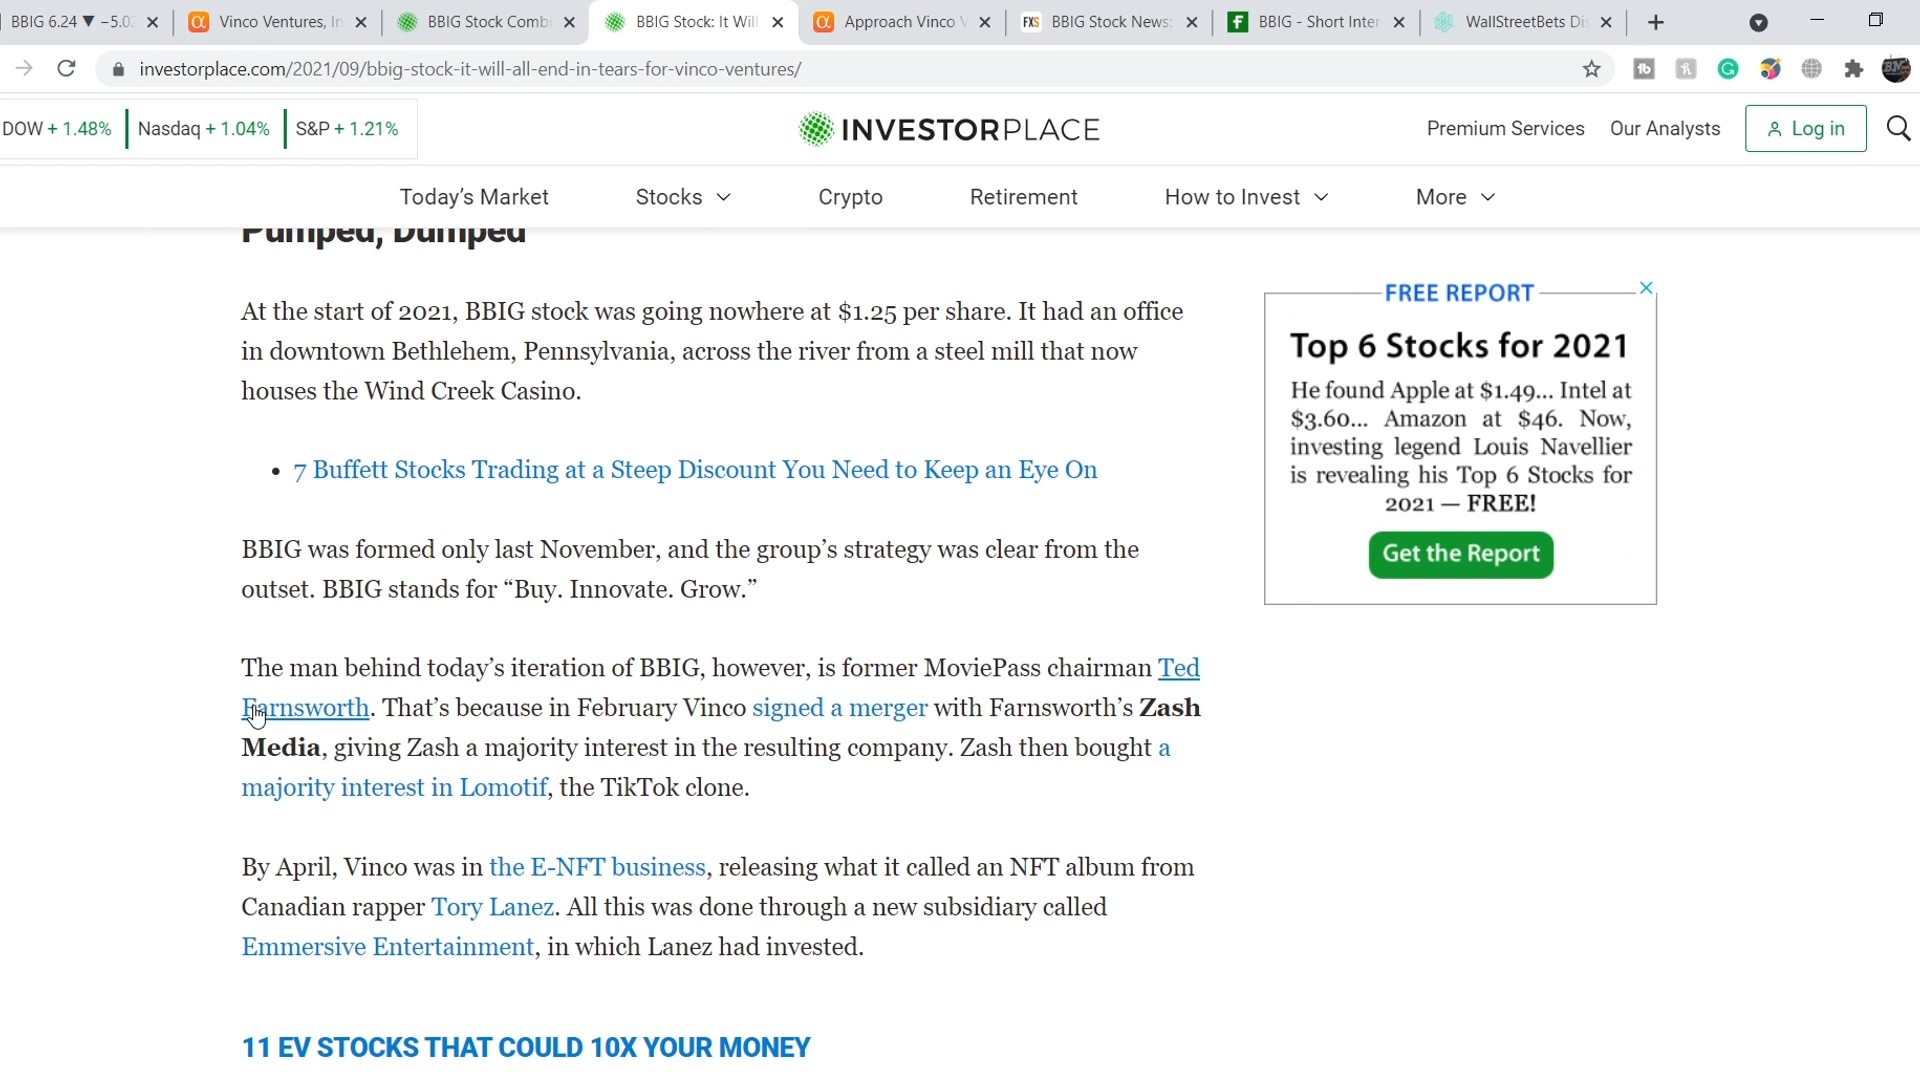 BBIG 6.24 ▼ −5.02
Vinco Ventures, In
BBIG Stock Combi
BBIG Stock: It Will
Approach Vinco V
FXS BBIG Stock News:
BBIG - Short Inter
WallStreetBets Dis
investorplace.com/2021/09/bbig-stock-it-will-all-end-in-tears-for-vinco-ventures/
DOW + 1.48% Nasdaq + 1.04% S&P + 1.21%
INVESTORPLACE
Premium Services Our Analysts Log in
Today's Market Stocks Crypto Retirement How to Invest More
Pumped, Dumped
At the start of 2021, BBIG stock was going nowhere at $1.25 per share. It had an office
in downtown Bethlehem, Pennsylvania, across the river from a steel mill that now
houses the Wind Creek Casino.
• 7 Buffett Stocks Trading at a Steep Discount You Need to Keep an Eye On
BBIG was formed only last November, and the group's strategy was clear from the
outset. BBIG stands for “Buy. Innovate. Grow.”
The man behind today's iteration of BBIG, however, is former MoviePass chairman Ted
Farnsworth. That's because in February Vinco signed a merger with Farnsworth's Zash
Media, giving Zash a majority interest in the resulting company. Zash then bought a
majority interest in Lomotif, the TikTok clone.
By April, Vinco was in the E-NFT business, releasing what it called an NFT album from
Canadian rapper Tory Lanez. All this was done through a new subsidiary called
Emmersive Entertainment, in which Lanez had invested.
11 EV STOCKS THAT COULD 10X YOUR MONEY
FREE REPORT
Top 6 Stocks for 2021
He found Apple at $1.49... Intel at
$3.60... Amazon at $46. Now,
investing legend Louis Navellier
is revealing his Top 6 Stocks for
2021 — FREE!
Get the Report